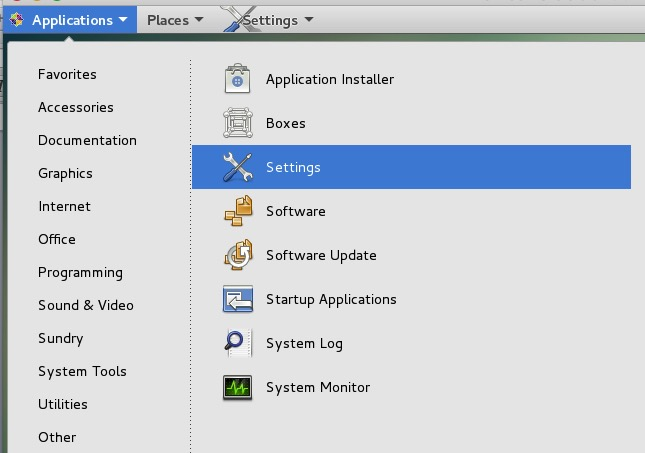 Applications Places Settings
Favorites
Accessories
Documentation
Graphics
Internet
Office
Programming
Sound & Video
Sundry
System Tools
Utilities
Other
Application Installer
Boxes
Settings
Software
Software Update
Startup Applications
System Log
System Monitor